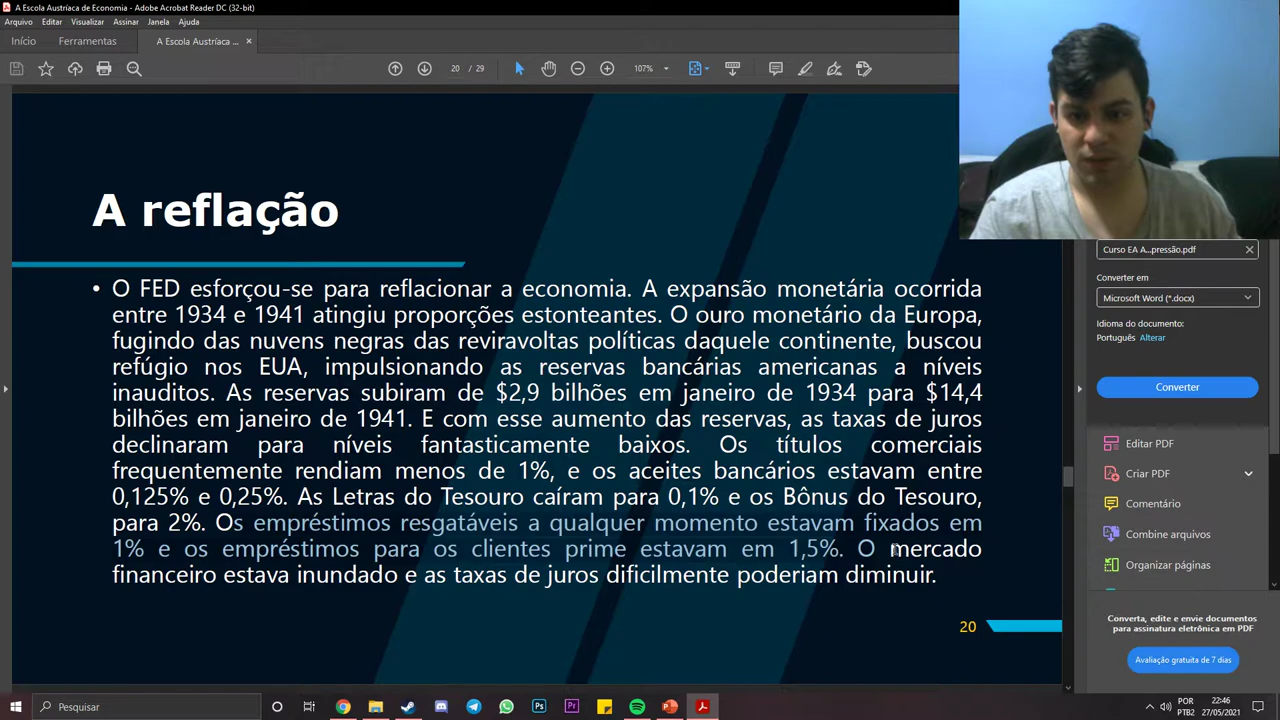 A Escola Austríaca de Economia - Adobe Acrobat Reader DC (32-bit)
Arquivo Editar Visualizar Assinar Janela Ajuda
Início Ferramentas A Escola Austríaca ... ×
20 / 29 107%
A reflação
• O FED esforçou-se para reflacionar a economia. A expansão monetária ocorrida
entre 1934 e 1941 atingiu proporções estonteantes. O ouro monetário da Europa,
fugindo das nuvens negras das reviravoltas políticas daquele continente, buscou
refúgio nos EUA, impulsionando as reservas bancárias americanas a níveis
inauditos. As reservas subiram de $2,9 bilhões em janeiro de 1934 para $14,4
bilhões em janeiro de 1941. E com esse aumento das reservas, as taxas de juros
declinaram para níveis fantasticamente baixos. Os títulos comerciais
frequentemente rendiam menos de 1%, e os aceites bancários estavam entre
0,125% e 0,25%. As Letras do Tesouro caíram para 0,1% e os Bônus do Tesouro,
para 2%. Os empréstimos resgatáveis a qualquer momento estavam fixados em
1% e os empréstimos para os clientes prime estavam em 1,5%. O mercado
financeiro estava inundado e as taxas de juros dificilmente poderiam diminuir.
20
Curso EA A...pressão.pdf
Converter em
Microsoft Word (*.docx)
Idioma do documento:
Português Alterar
Converter
Editar PDF
Criar PDF
Comentário
Combine arquivos
Organizar páginas
Converta, edite e envie documentos
para assinatura eletrônica em PDF
Avaliação gratuita de 7 dias
Pesquisar
POR
PTB2
22:46
27/05/2021